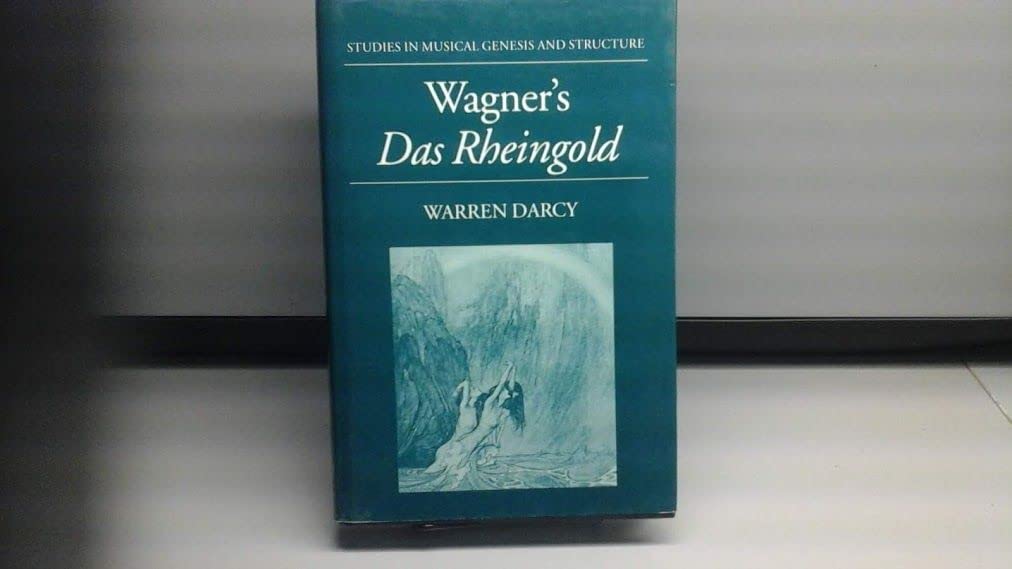 STUDIES IN MUSICAL GENESIS AND STRUCTURE
Wagner's
Das Rheingold
WARREN DARCY